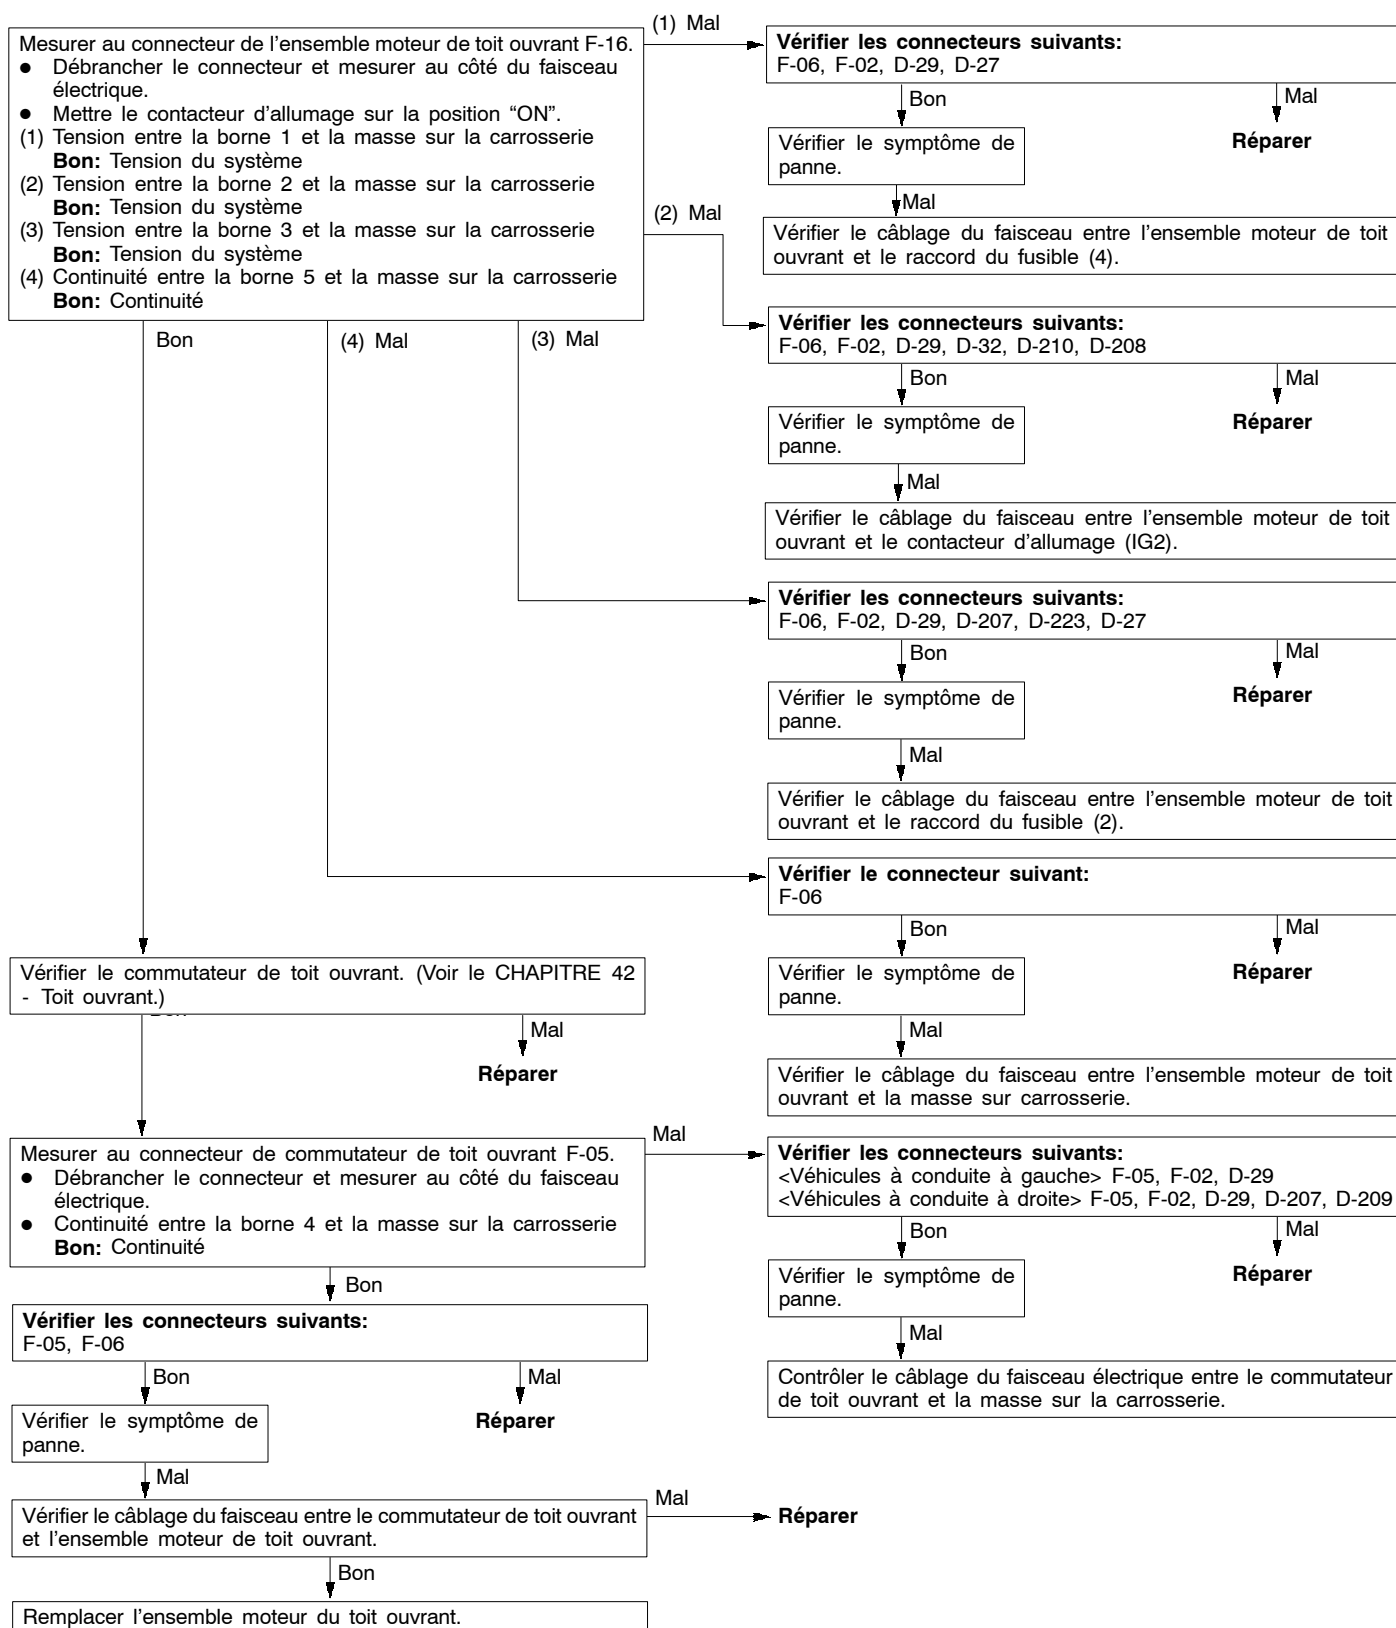 Mesurer au connecteur de l’ensemble moteur de toit ouvrant F-16.
● Débrancher le connecteur et mesurer au côté du faisceau
électrique.
● Mettre le contacteur d’allumage sur la position “ON”.
(1) Tension entre la borne 1 et la masse sur la carrosserie
Bon: Tension du système
(2) Tension entre la borne 2 et la masse sur la carrosserie
Bon: Tension du système
(3) Tension entre la borne 3 et la masse sur la carrosserie
Bon: Tension du système
(4) Continuité entre la borne 5 et la masse sur la carrosserie
Bon: Continuité
(1) Mal
Vérifier les connecteurs suivants:
F-06, F-02, D-29, D-27
Bon
Mal
Vérifier le symptôme de
panne.
Réparer
Mal
Vérifier le câblage du faisceau entre l’ensemble moteur de toit
ouvrant et le raccord du fusible (4).
(2) Mal
Vérifier les connecteurs suivants:
F-06, F-02, D-29, D-32, D-210, D-208
Bon
Mal
Vérifier le symptôme de
panne.
Réparer
Mal
Vérifier le câblage du faisceau entre l’ensemble moteur de toit
ouvrant et le contacteur d’allumage (IG2).
Bon
(4) Mal
(3) Mal
Vérifier les connecteurs suivants:
F-06, F-02, D-29, D-207, D-223, D-27
Bon
Mal
Vérifier le symptôme de
panne.
Réparer
Mal
Vérifier le câblage du faisceau entre l’ensemble moteur de toit
ouvrant et le raccord du fusible (2).
Vérifier le connecteur suivant:
F-06
Bon
Mal
Vérifier le symptôme de
panne.
Réparer
Mal
Vérifier le câblage du faisceau entre l’ensemble moteur de toit
ouvrant et la masse sur carrosserie.
Vérifier le commutateur de toit ouvrant. (Voir le CHAPITRE 42
- Toit ouvrant.)
Mal
Réparer
Mesurer au connecteur de commutateur de toit ouvrant F-05.
● Débrancher le connecteur et mesurer au côté du faisceau
électrique.
● Continuité entre la borne 4 et la masse sur la carrosserie
Bon: Continuité
Mal
Vérifier les connecteurs suivants:
<Véhicules à conduite à gauche> F-05, F-02, D-29
<Véhicules à conduite à droite> F-05, F-02, D-29, D-207, D-209
Bon
Mal
Vérifier le symptôme de
panne.
Réparer
Mal
Contrôler le câblage du faisceau électrique entre le commutateur
de toit ouvrant et la masse sur la carrosserie.
Bon
Vérifier les connecteurs suivants:
F-05, F-06
Bon
Mal
Vérifier le symptôme de
panne.
Réparer
Mal
Vérifier le câblage du faisceau entre le commutateur de toit ouvrant
et l’ensemble moteur de toit ouvrant.
Mal
Réparer
Bon
Remplacer l’ensemble moteur du toit ouvrant.